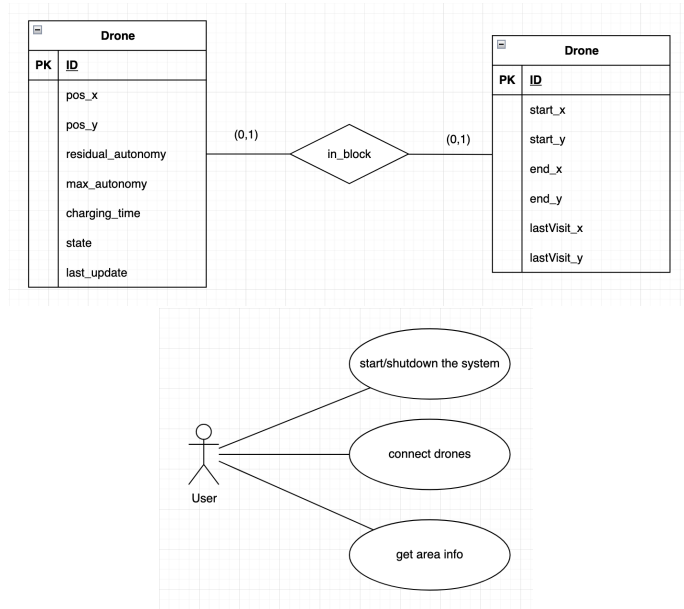 Drone
PK ID
pos_x
pos_y
residual_autonomy
max_autonomy
charging_time
state
last_update
(0,1)
in_block
(0,1)
Drone
PK ID
start_x
start_y
end_x
end_y
lastVisit_x
lastVisit_y
start/shutdown the system
connect drones
User
get area info